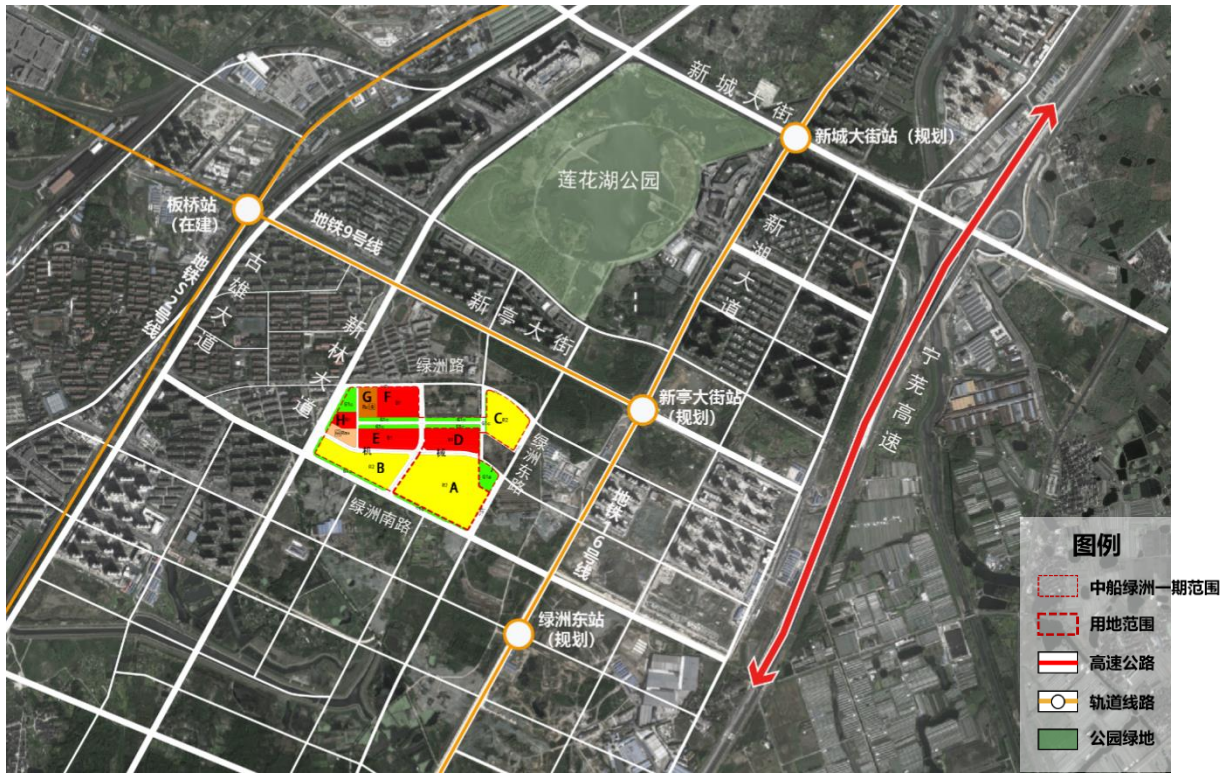 新城大街
新城大街站（规划）
莲花湖公园
板桥站
（在建）
地铁9号线
新湖大道
古雄大道
地铁S2号线
新亭大街
新林大道
宁芜高速
绿洲路
新亭大街站
（规划）
G
F
C
H
E
D
B
A
绿洲东路
绿洲南路
地铁16号线
绿洲东站
（规划）
图例
中船绿洲一期范围
用地范围
高速公路
轨道线路
公园绿地